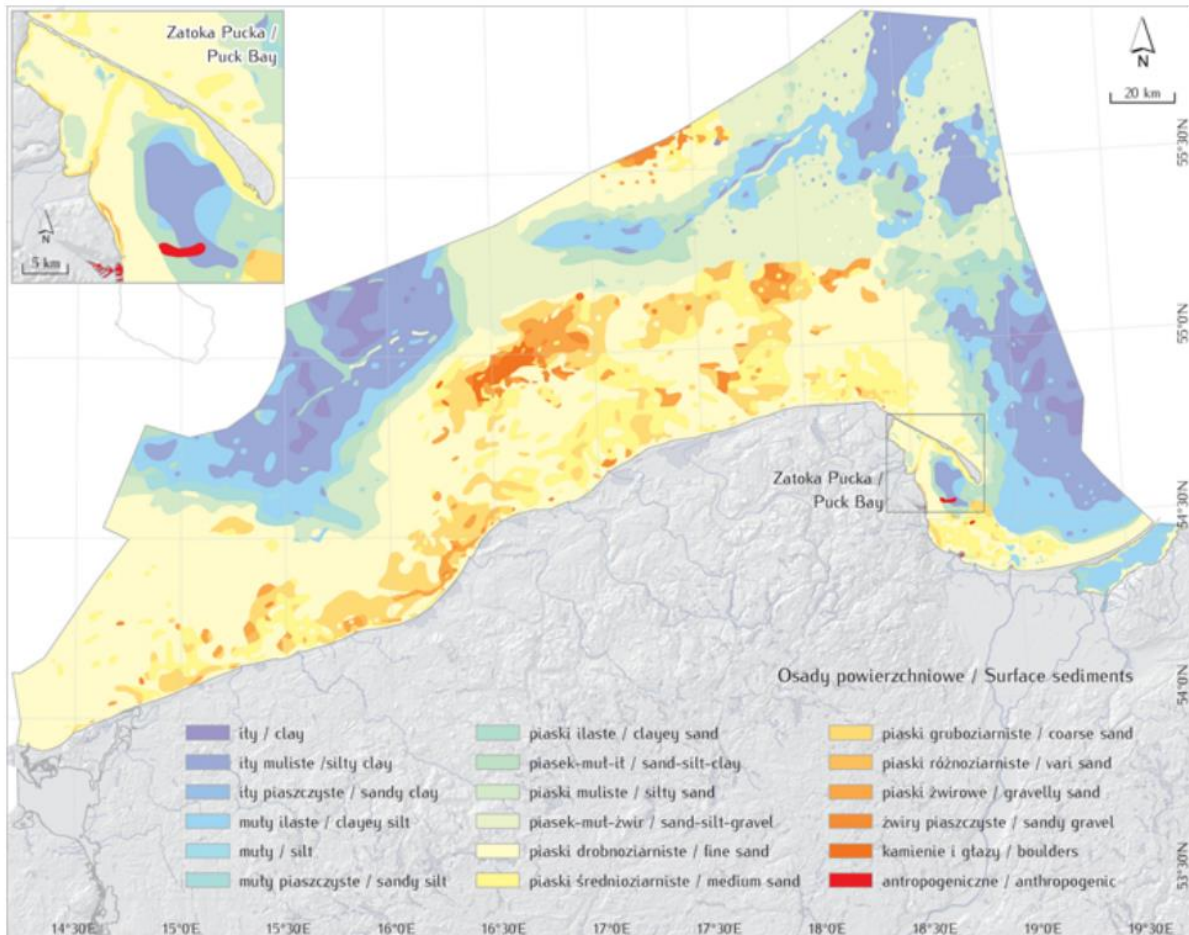 Zatoka Pucka /
Puck Bay
N
5 km
N
20 km
55°30'N
55°0'N
54°30'N
54°0'N
53°30'N
Zatoka Pucka /
Puck Bay
Osady powierzchniowe / Surface sediments
iły / clay
iły muliste /silty clay
iły piaszczyste / sandy clay
muły ilaste / clayey silt
muły / silt
muły piaszczyste / sandy silt
piaski ilaste / clayey sand
piasek-muł-ił / sand-silt-clay
piaski muliste / silty sand
piasek-muł-żwir / sand-silt-gravel
piaski drobnoziarniste / fine sand
piaski średnioziarniste / medium sand
piaski gruboziarniste / coarse sand
piaski różnoziarniste / vari sand
piaski żwirowe / gravelly sand
żwiry piaszczyste / sandy gravel
kamienie i głazy / boulders
antropogeniczne / anthropogenic
14°30'E 15°0'E 15°30'E 16°0'E 16°30'E 17°0'E 17°30'E 18°0'E 18°30'E 19°0'E 19°30'E